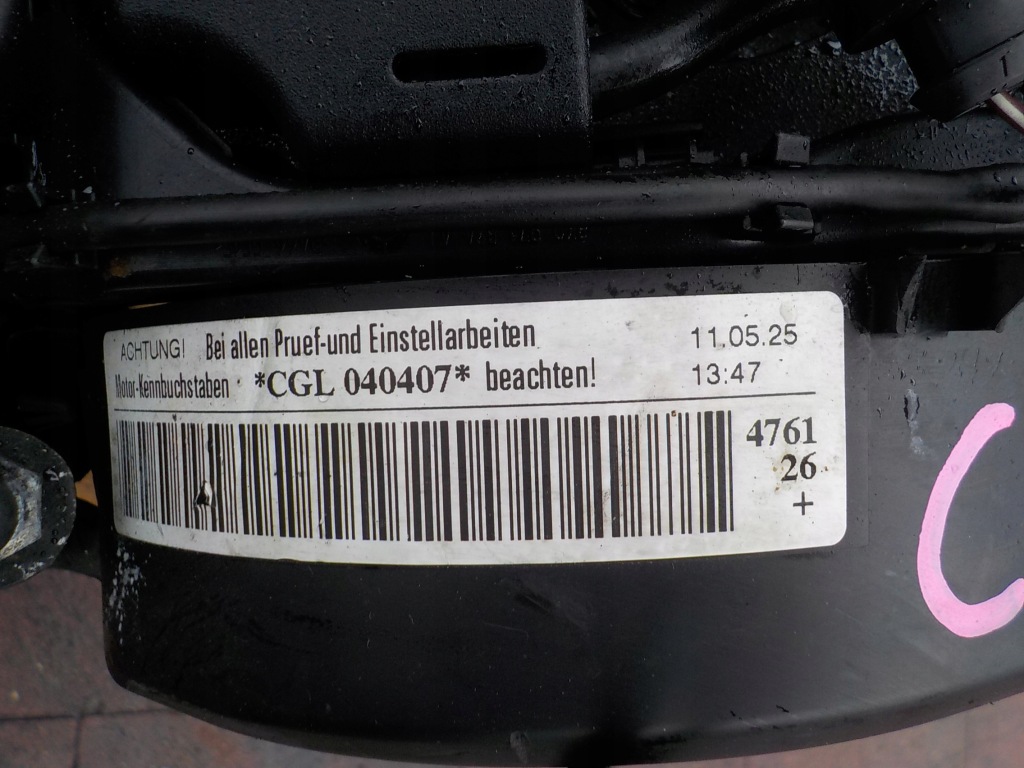 ACHTUNG! Bei allen Pruef-und Einstellarbeiten
Motor-Kennbuchstaben *CGL 040407* beachten!
11.05.25
13:47
4761
26
+
C